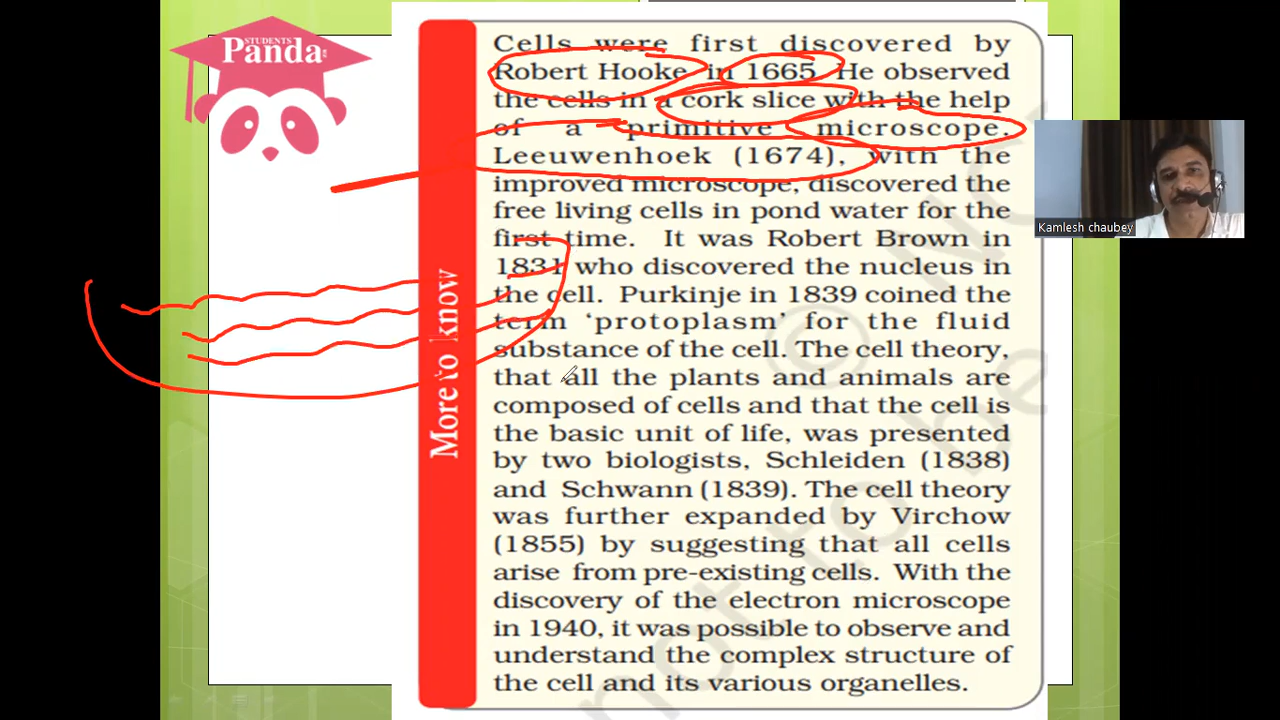 STUDENTS
Panda
Cells were first discovered by
Robert Hooke in 1665. He observed
the cells in a cork slice with the help
of a primitive microscope.
Leeuwenhoek (1674), with the
improved microscope, discovered the
free living cells in pond water for the
first time. It was Robert Brown in
1831 who discovered the nucleus in
the cell. Purkinje in 1839 coined the
term ‘protoplasm’ for the fluid
substance of the cell. The cell theory,
that all the plants and animals are
composed of cells and that the cell is
the basic unit of life, was presented
by two biologists, Schleiden (1838)
and Schwann (1839). The cell theory
was further expanded by Virchow
(1855) by suggesting that all cells
arise from pre-existing cells. With the
discovery of the electron microscope
in 1940, it was possible to observe and
understand the complex structure of
the cell and its various organelles.
More to know
Kamlesh chaubey
© 
not to be